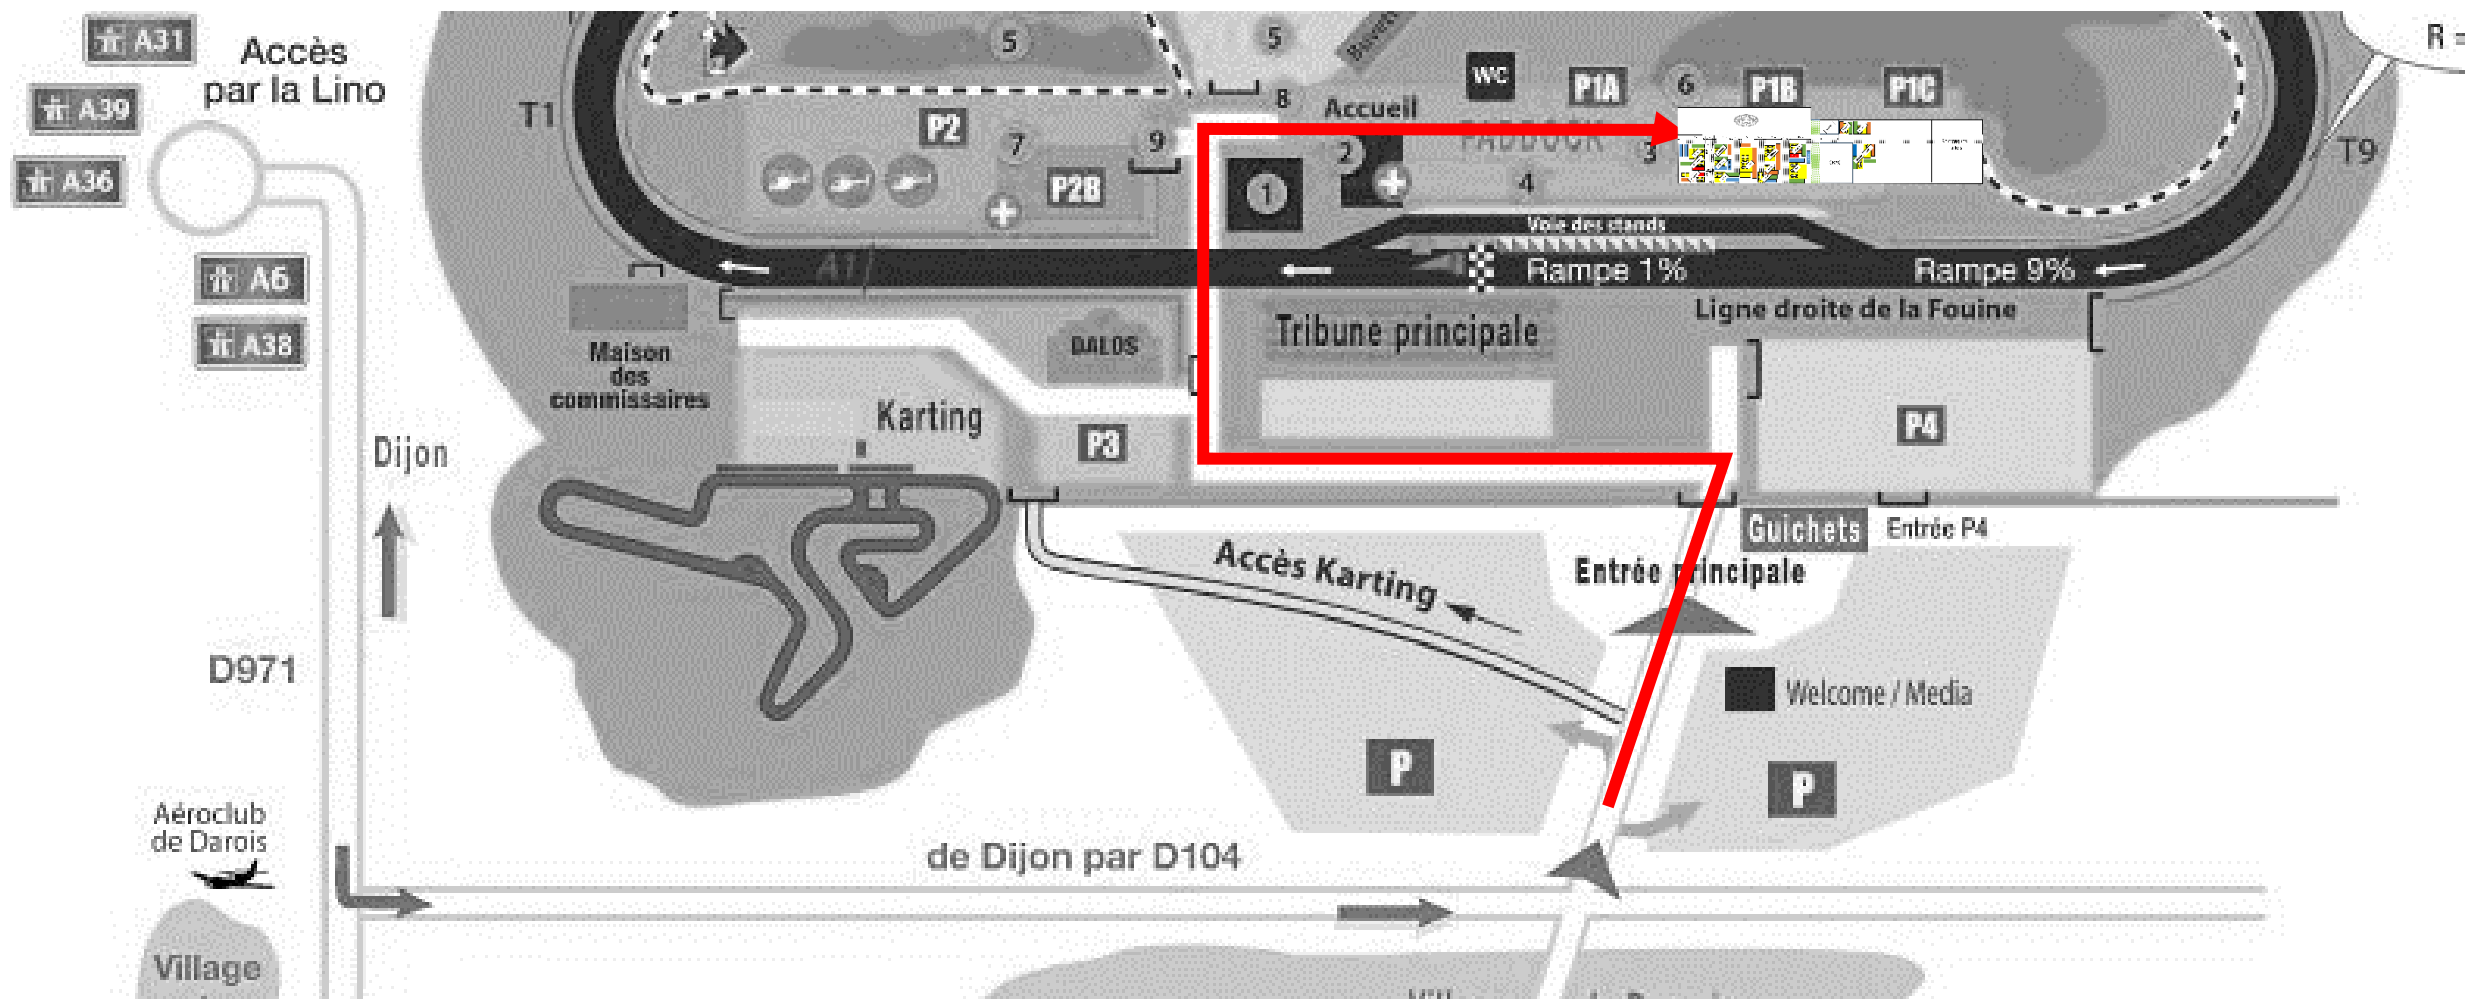 A31
Accès
par la Lino
A39
A36
A6
A38
T1
5
5
WC
P1A
6
P1B
P1C
R =
8
Accueil
P2
7
9
PADDOCK
2
3
T9
P2B
1
4
Voie des stands
A1
Rampe 1%
Rampe 9%
Ligne droite de la Fouine
Tribune principale
DALOS
Maison
des
commissaires
Karting
P3
P4
Dijon
Guichets
Entrée P4
Accès Karting
Entrée principale
D971
Welcome / Media
P
P
Aéroclub
de Darois
de Dijon par D104
Village